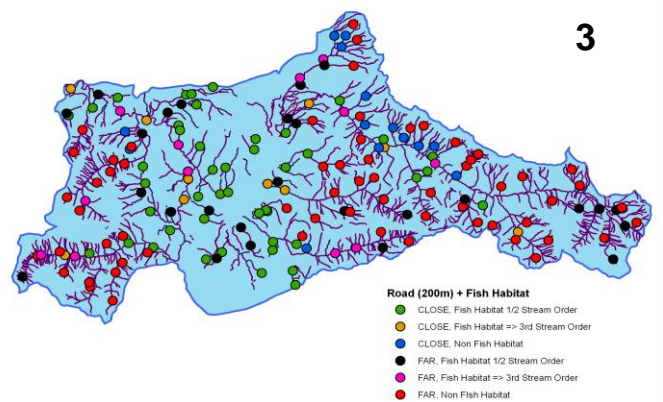 3
Road (200m) + Fish Habitat
CLOSE, Fish Habitat 1/2 Stream Order
CLOSE, Fish Habitat => 3rd Stream Order
CLOSE, Non Fish Habitat
FAR, Fish Habitat 1/2 Stream Order
FAR, Fish Habitat => 3rd Stream Order
FAR, Non FIsh Habitat